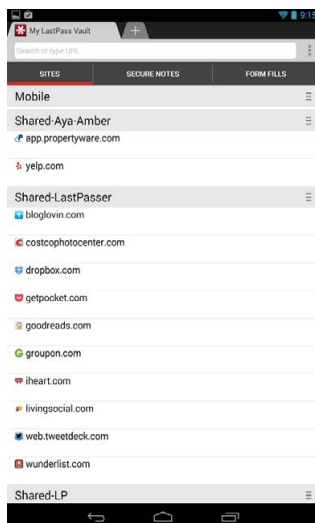 9:15
My LastPass Vault
Search or type URL
SITES
SECURE NOTES
FORM FILLS
Mobile
Shared-Aya-Amber
app.propertyware.com
yelp.com
Shared-LastPasser
bloglovin.com
costcophotocenter.com
dropbox.com
getpocket.com
goodreads.com
groupon.com
iheart.com
livingsocial.com
web.tweetdeck.com
wunderlist.com
Shared-LP